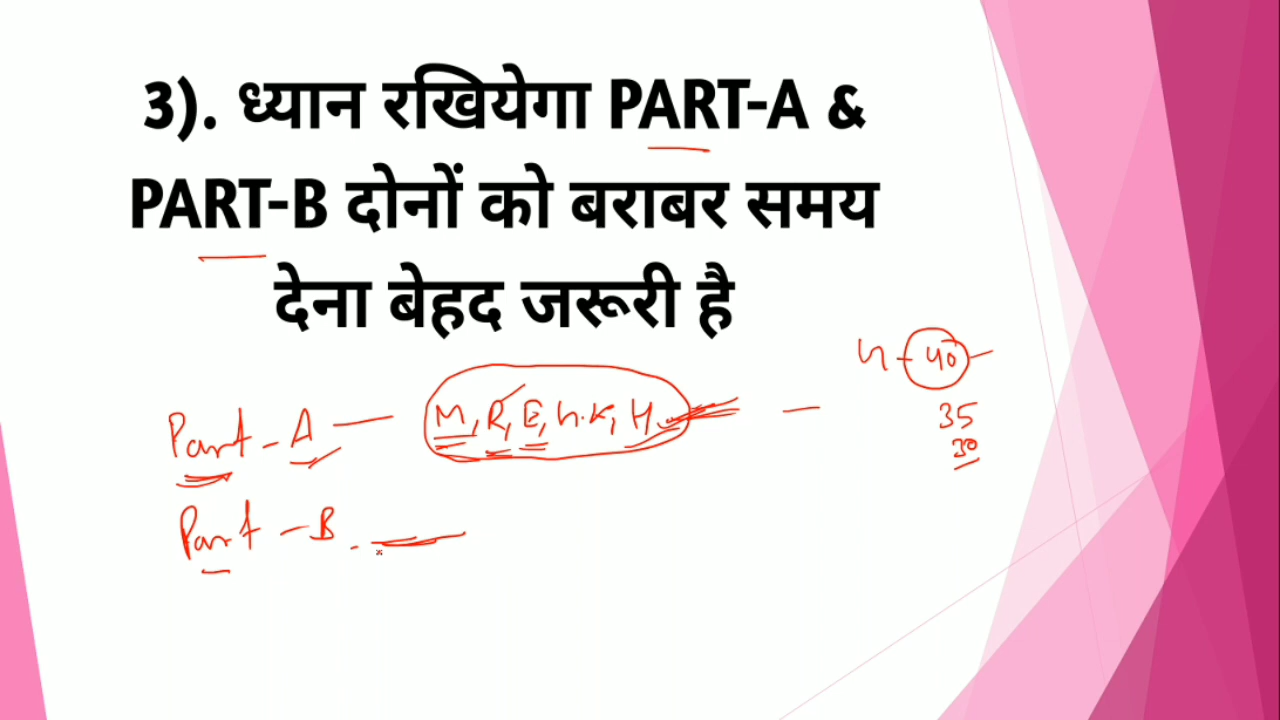 3). ध्यान रखियेगा PART-A &
PART-B दोनों को बराबर समय
देना बेहद जरूरी है
Part - A — M, R, E, h.k, H
40
35
30
Part - B